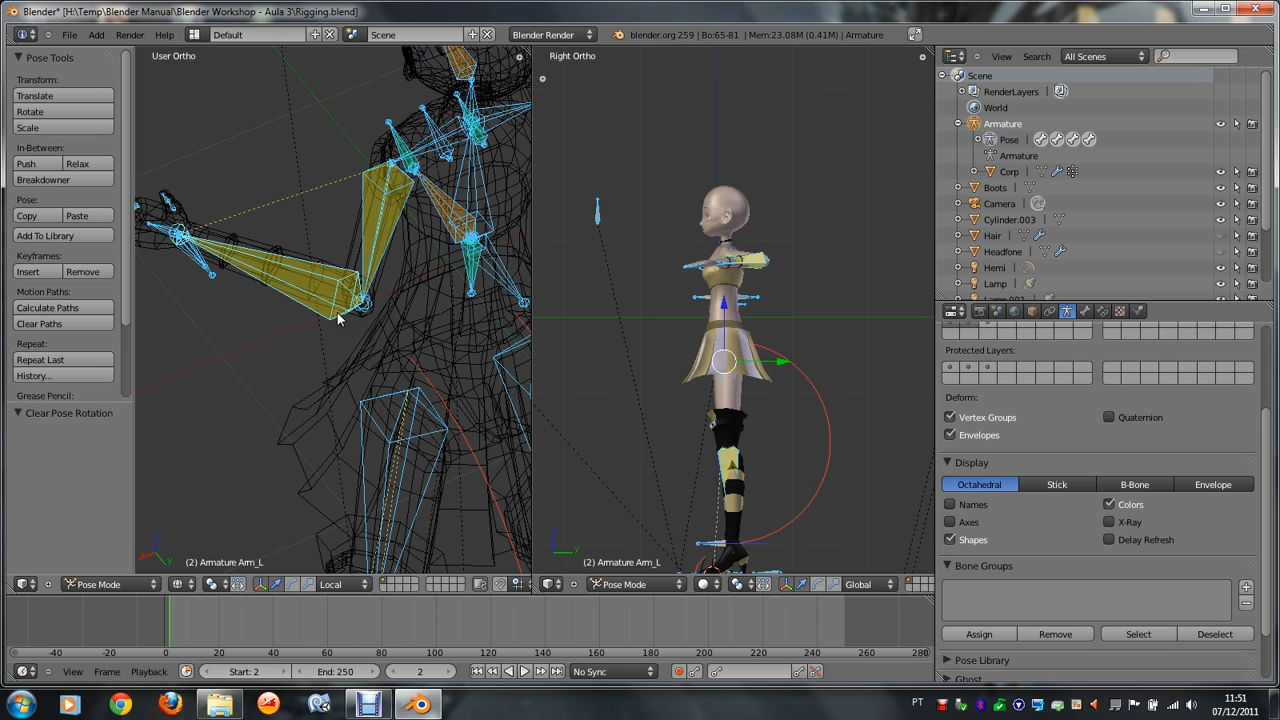 Blender* [H:\Temp\Blender Manual\Blender Workshop - Aula 3\Rigging.blend]
File Add Render Help Default Scene Blender Render blender.org 259 | Bo:65-81 | Mem:23.08M (0.41M) | Armature
View Search All Scenes
Pose Tools
Transform:
Translate
Rotate
Scale
In-Between:
Push Relax
Breakdowner
Pose:
Copy Paste
Add To Library
Keyframes:
Insert Remove
Motion Paths:
Calculate Paths
Clear Paths
Repeat:
Repeat Last
History...
Grease Pencil:
Clear Pose Rotation
User Ortho
(2) Armature Arm_L
Pose Mode Local
Right Ortho
(2) Armature Arm_L
Pose Mode Global
Scene
RenderLayers
World
Armature
Pose
Armature
Corp
Boots
Camera
Cylinder.003
Hair
Headfone
Hemi
Lamp
Lamp.001
Protected Layers:
Deform:
Vertex Groups Quaternion
Envelopes
Display
Octahedral Stick B-Bone Envelope
Names Colors
Axes X-Ray
Shapes Delay Refresh
Bone Groups
Assign Remove Select Deselect
Pose Library
Ghost
-40 -20 0 20 40 60 80 100 120 140 160 180 200 220 240 260 280
View Frame Playback Start: 2 End: 250 2 No Sync
PT 11:51
07/12/2011